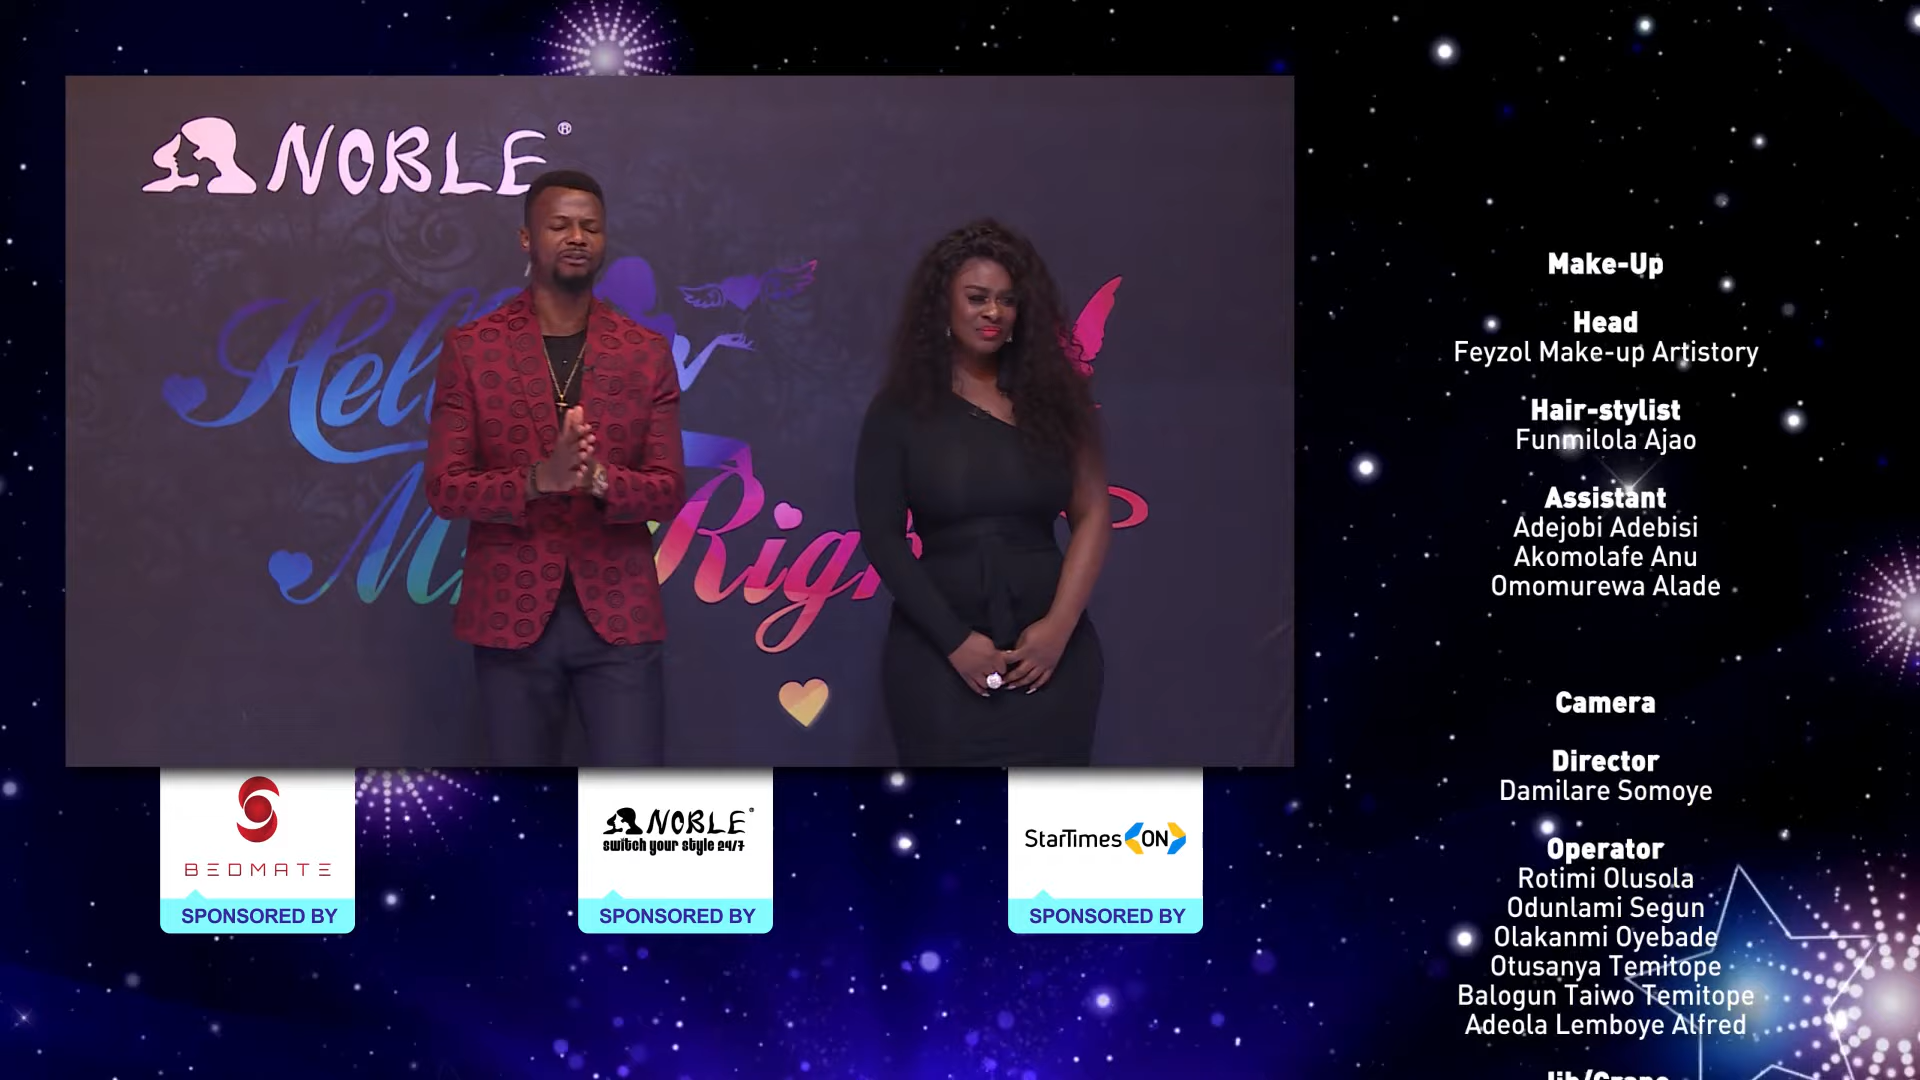 NOBLE®
Hell
M Righ
BEDMATE
SPONSORED BY
NOBLE®
switch your style 24/7
SPONSORED BY
StarTimes ON
SPONSORED BY
Make-Up
Head
Feyzol Make-up Artistory
Hair-stylist
Funmilola Ajao
Assistant
Adejobi Adebisi
Akomolafe Anu
Omomurewa Alade
Camera
Director
Damilare Somoye
Operator
Rotimi Olusola
Odunlami Segun
Olakanmi Oyebade
Otusanya Temitope
Balogun Taiwo Temitope
Adeola Lemboye Alfred